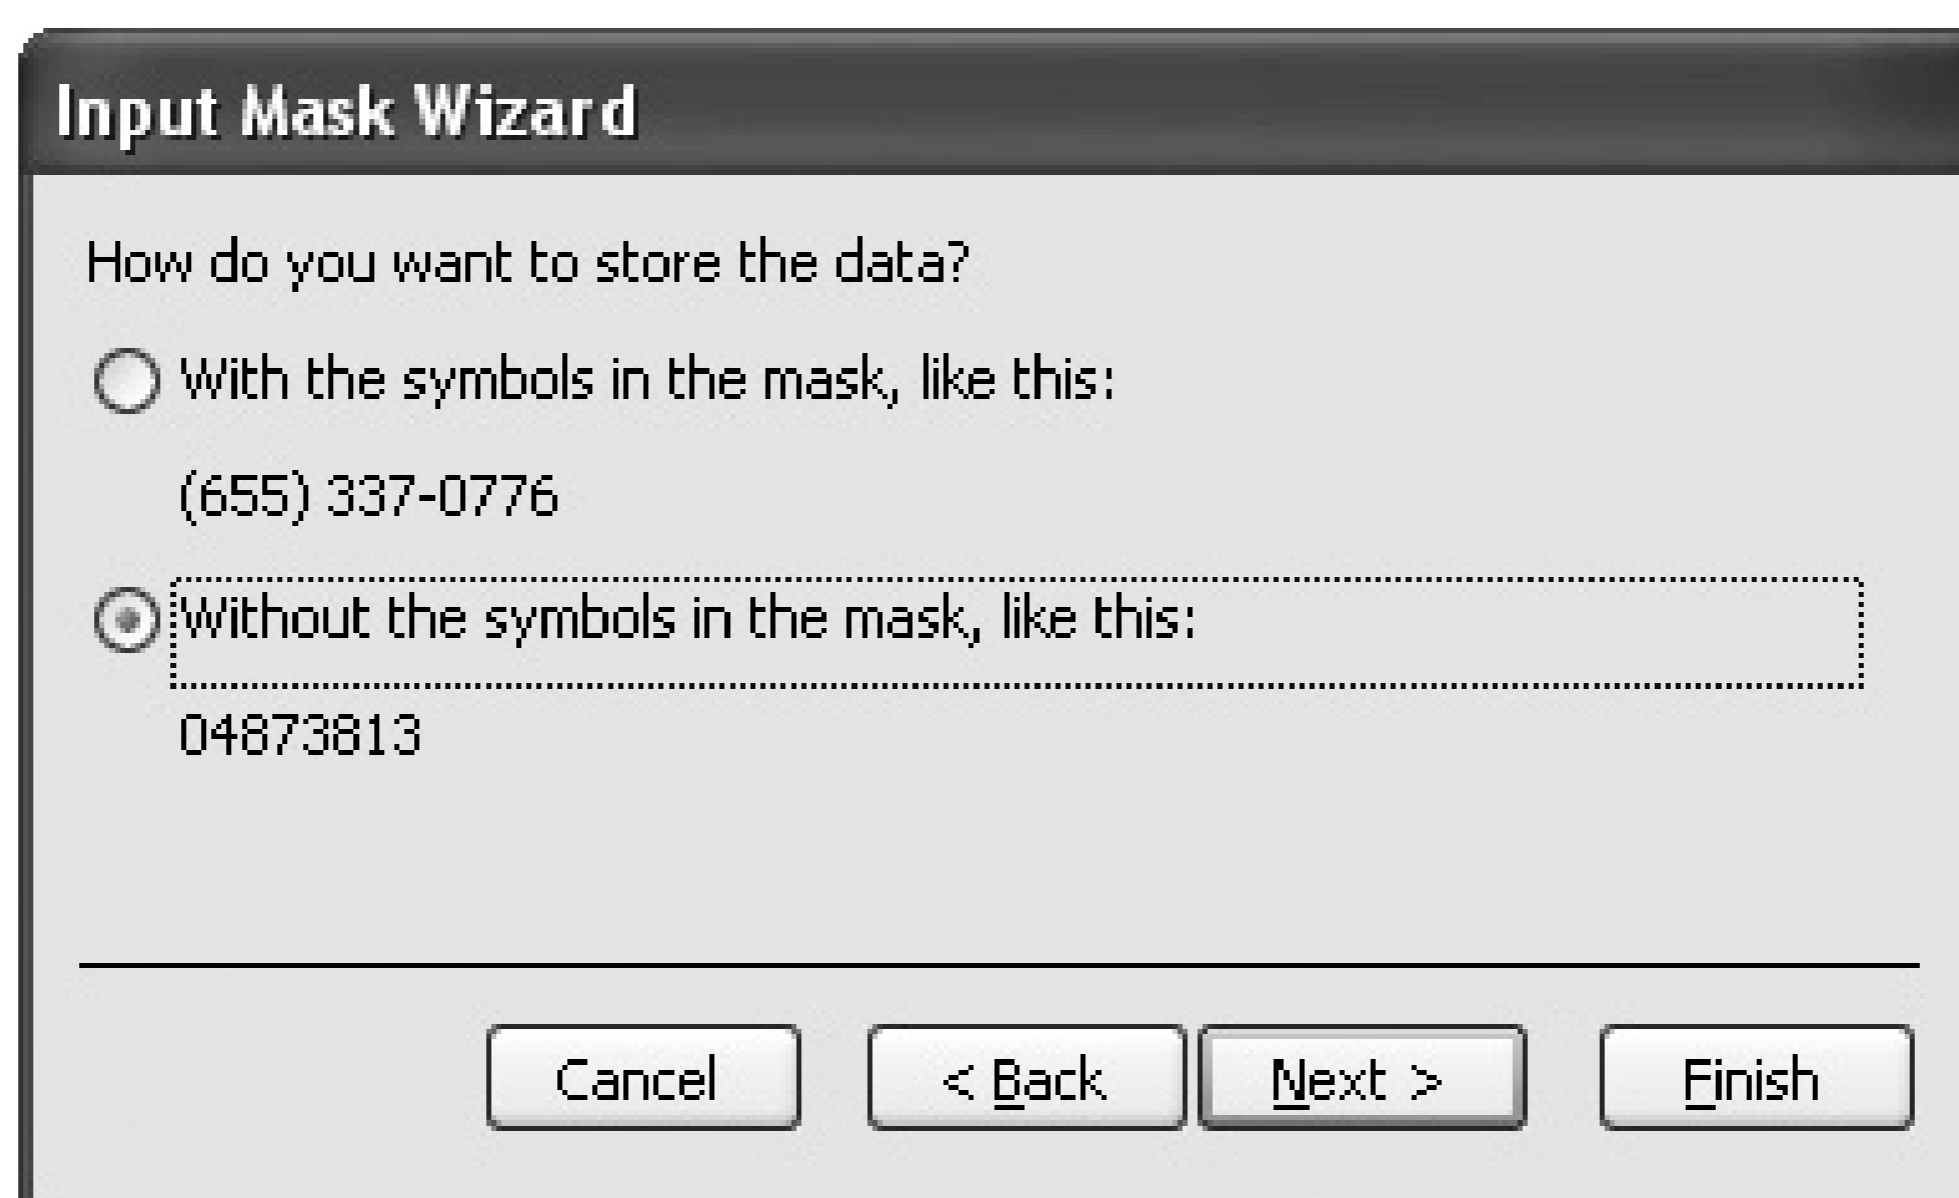 Input Mask Wizard
How do you want to store the data?
With the symbols in the mask, like this:
(655) 337-0776
Without the symbols in the mask, like this:
04873813
Cancel
< Back
Next >
Finish